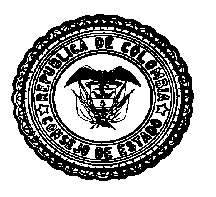 REPUBLICA DE COLOMBIA
CONSEJO DE ESTADO